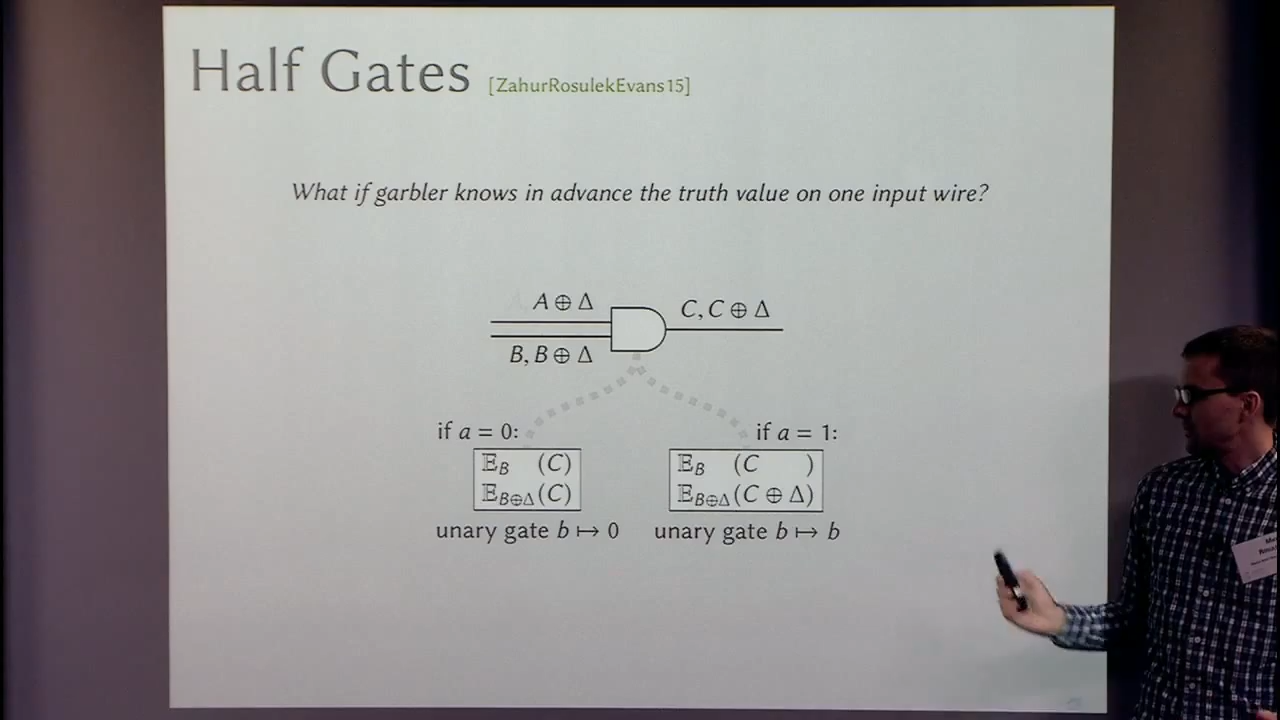 Half Gates [ZahurRosulekEvans15]
What if garbler knows in advance the truth value on one input wire?
A ⊕ Δ
C, C ⊕ Δ
B, B ⊕ Δ
if a = 0:
if a = 1:
𝔼_B (C)
𝔼_{B⊕Δ}(C)
𝔼_B (C )
𝔼_{B⊕Δ}(C ⊕ Δ)
unary gate b ↦ 0
unary gate b ↦ b